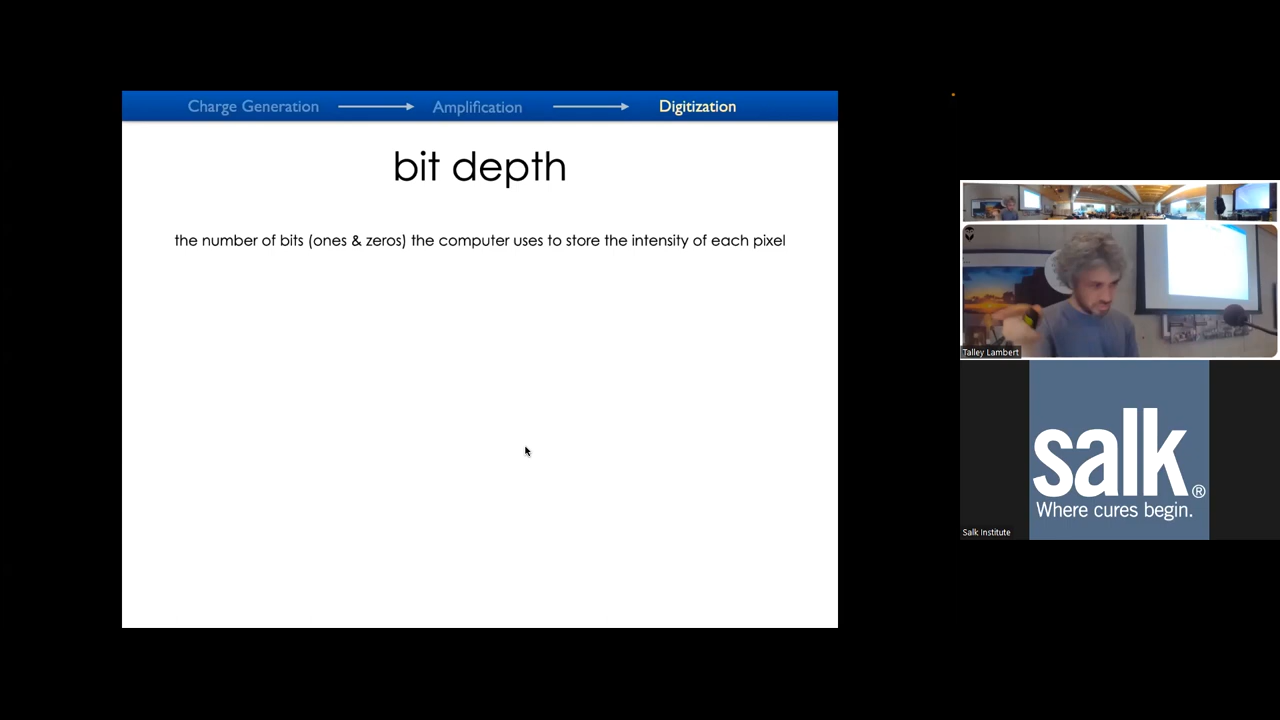 Charge Generation
Amplification
Digitization
bit depth
the number of bits (ones & zeros) the computer uses to store the intensity of each pixel
Talley Lambert
salk®
Where cures begin.
Salk Institute